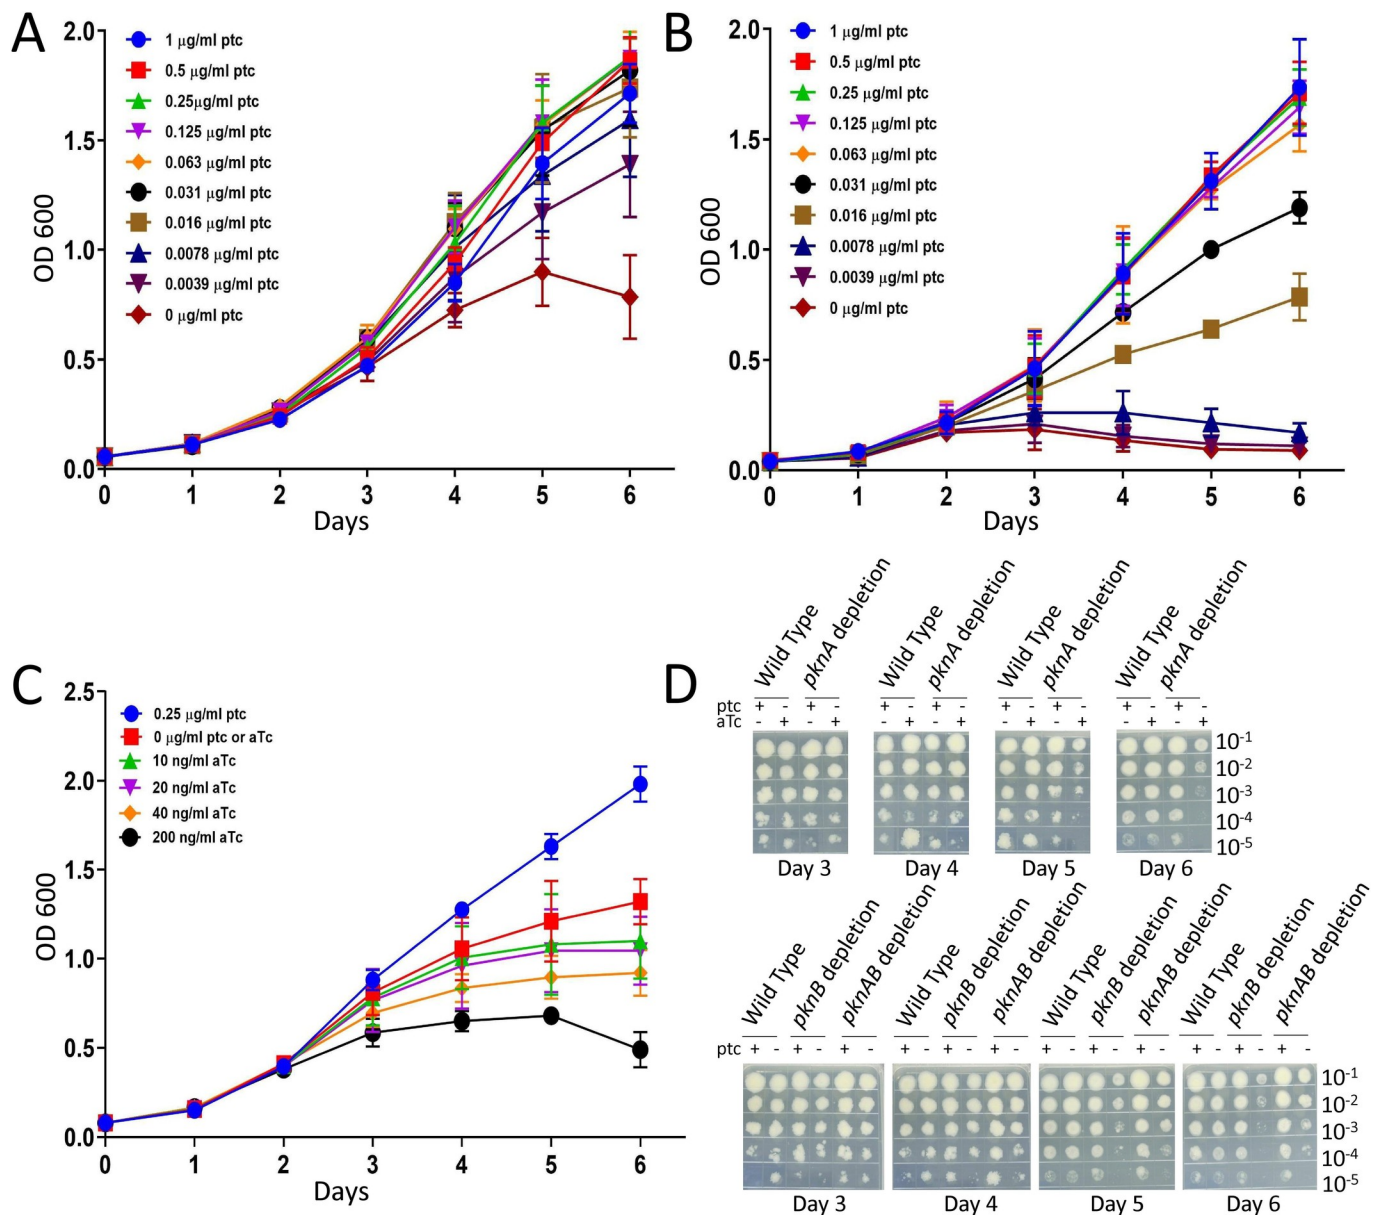 A
2.0
1.5
1.0
0.5
0.0
OD 600
1 μg/ml ptc
0.5 μg/ml ptc
0.25μg/ml ptc
0.125 μg/ml ptc
0.063 μg/ml ptc
0.031 μg/ml ptc
0.016 μg/ml ptc
0.0078 μg/ml ptc
0.0039 μg/ml ptc
0 μg/ml ptc
0 1 2 3 4 5 6
Days
B
2.0
1.5
1.0
0.5
0.0
OD 600
1 μg/ml ptc
0.5 μg/ml ptc
0.25 μg/ml ptc
0.125 μg/ml ptc
0.063 μg/ml ptc
0.031 μg/ml ptc
0.016 μg/ml ptc
0.0078 μg/ml ptc
0.0039 μg/ml ptc
0 μg/ml ptc
0 1 2 3 4 5 6
Days
C
2.5
2.0
1.5
1.0
0.5
0.0
OD 600
0.25 μg/ml ptc
0 μg/ml ptc or aTc
10 ng/ml aTc
20 ng/ml aTc
40 ng/ml aTc
200 ng/ml aTc
0 1 2 3 4 5 6
Days
D
Wild Type pknA depletion Wild Type pknA depletion Wild Type pknA depletion Wild Type pknA depletion
ptc + - + - + - + - + - + - + - + -
aTc - + - + - + - + - + - + - + - +
10-1
10-2
10-3
10-4
10-5
Day 3 Day 4 Day 5 Day 6
Wild Type pknB depletion pknAB depletion Wild Type pknB depletion pknAB depletion Wild Type pknB depletion pknAB depletion Wild Type pknB depletion pknAB depletion
ptc + - + - + - + - + - + - + - + - + - + - + - + -
10-1
10-2
10-3
10-4
10-5
Day 3 Day 4 Day 5 Day 6